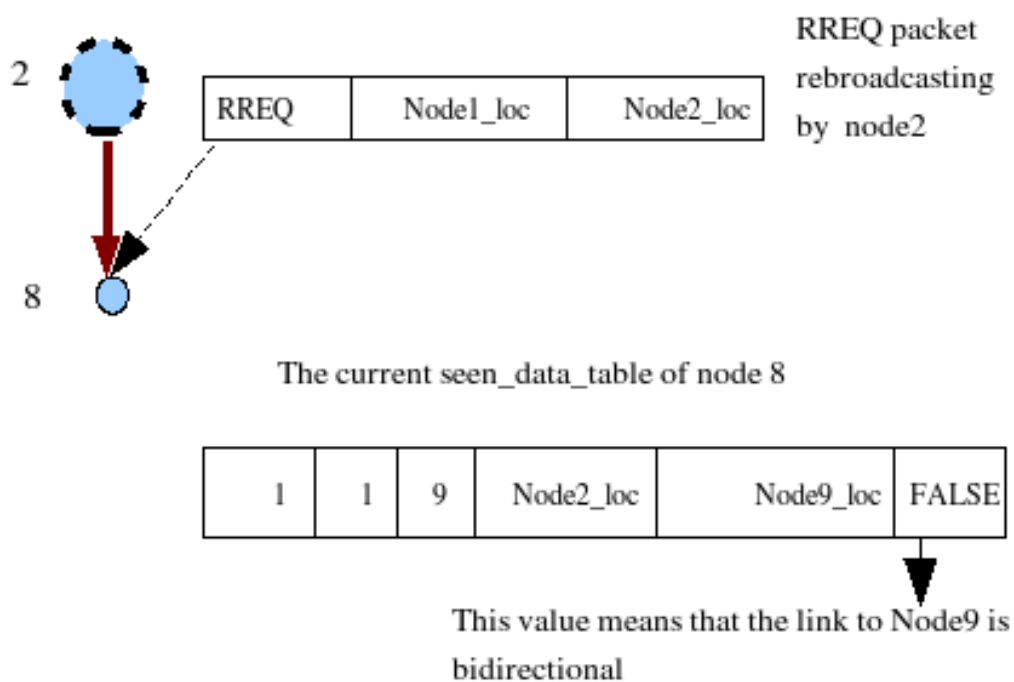 2
RREQ Node1_loc Node2_loc
RREQ packet
rebroadcasting
by node2
8
The current seen_data_table of node 8
1 1 9 Node2_loc Node9_loc FALSE
This value means that the link to Node9 is
bidirectional